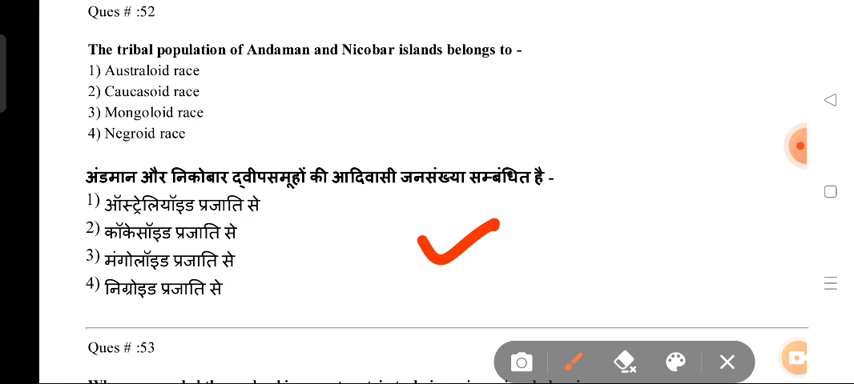 Ques # :52
The tribal population of Andaman and Nicobar islands belongs to -
1) Australoid race
2) Caucasoid race
3) Mongoloid race
4) Negroid race
अंडमान और निकोबार द्वीपसमूहों की आदिवासी जनसंख्या सम्बंधित है -
1) ऑस्ट्रेलियॉइड प्रजाति से
2) कॉकेसॉइड प्रजाति से
3) मंगोलॉइड प्रजाति से
4) निग्रोइड प्रजाति से
Ques # :53